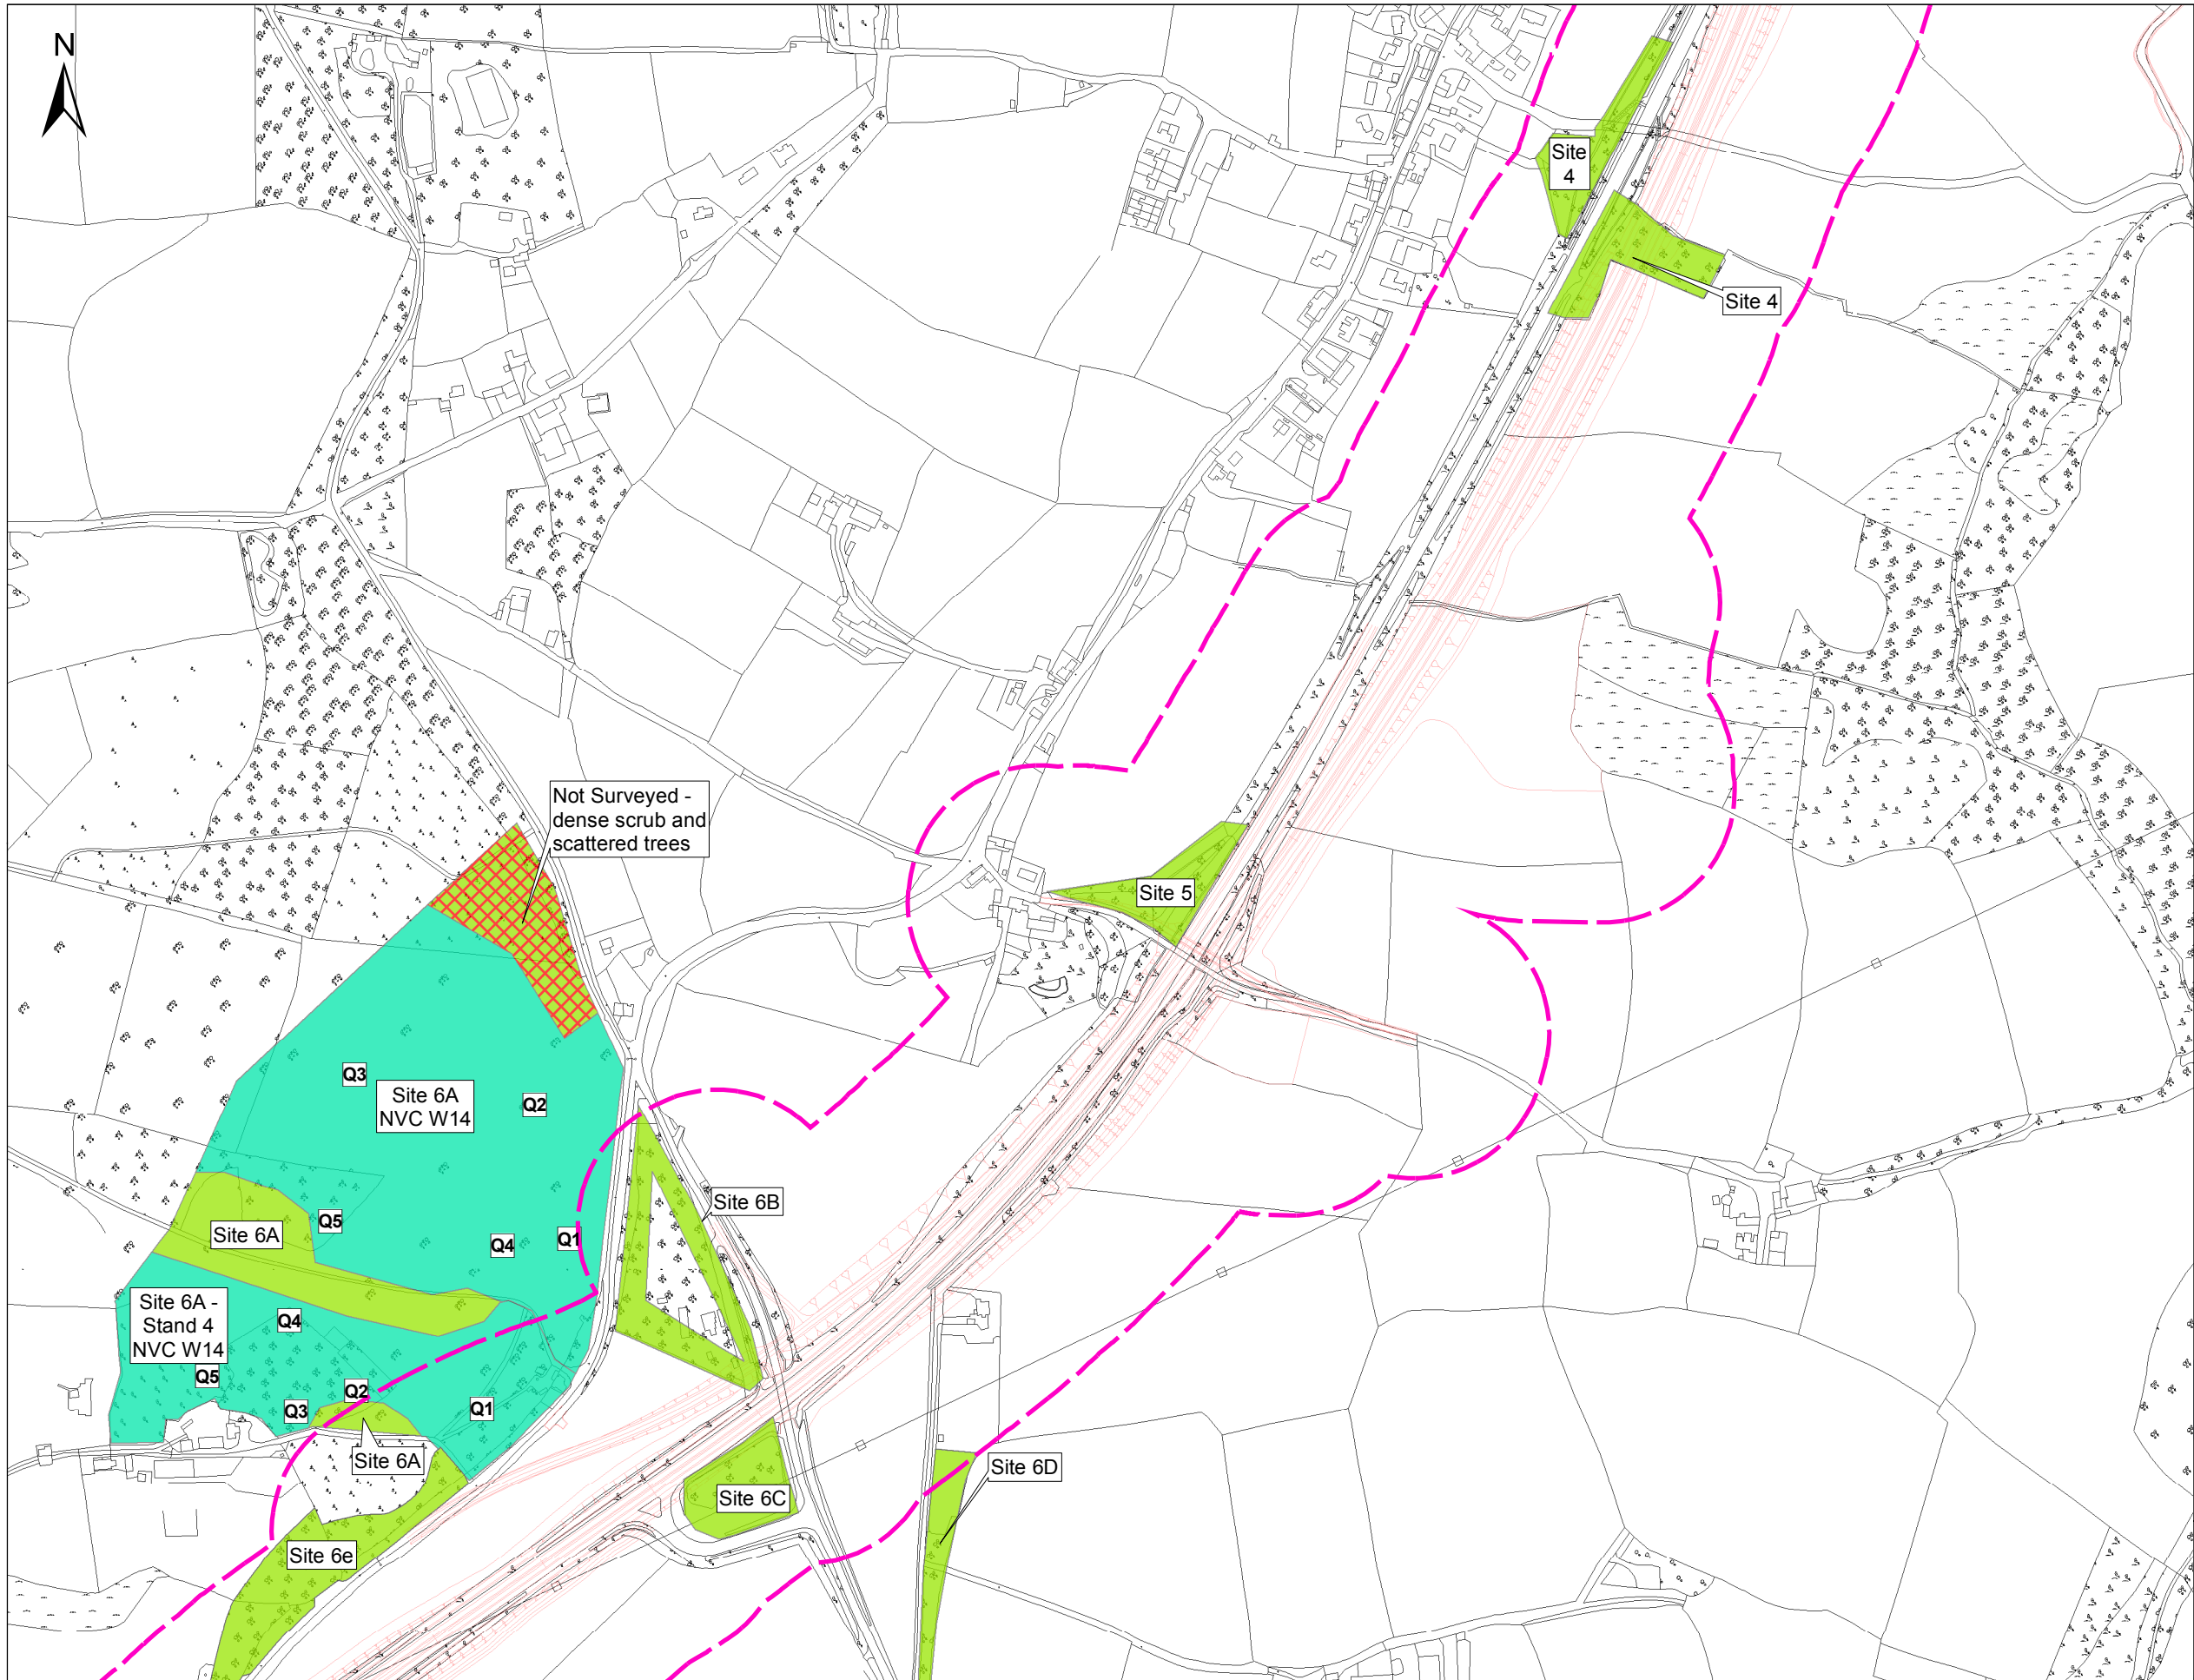 N
Site
4
Site 4
Not Surveyed -
dense scrub and
scattered trees
Site 5
Q3
Site 6A
NVC W14
Q2
Site 6B
Q5
Site 6A
Q4
Q1
Site 6A -
Stand 4
NVC W14
Q4
Q5
Q2
Q3
Q1
Site 6A
Site 6D
Site 6C
Site 6e